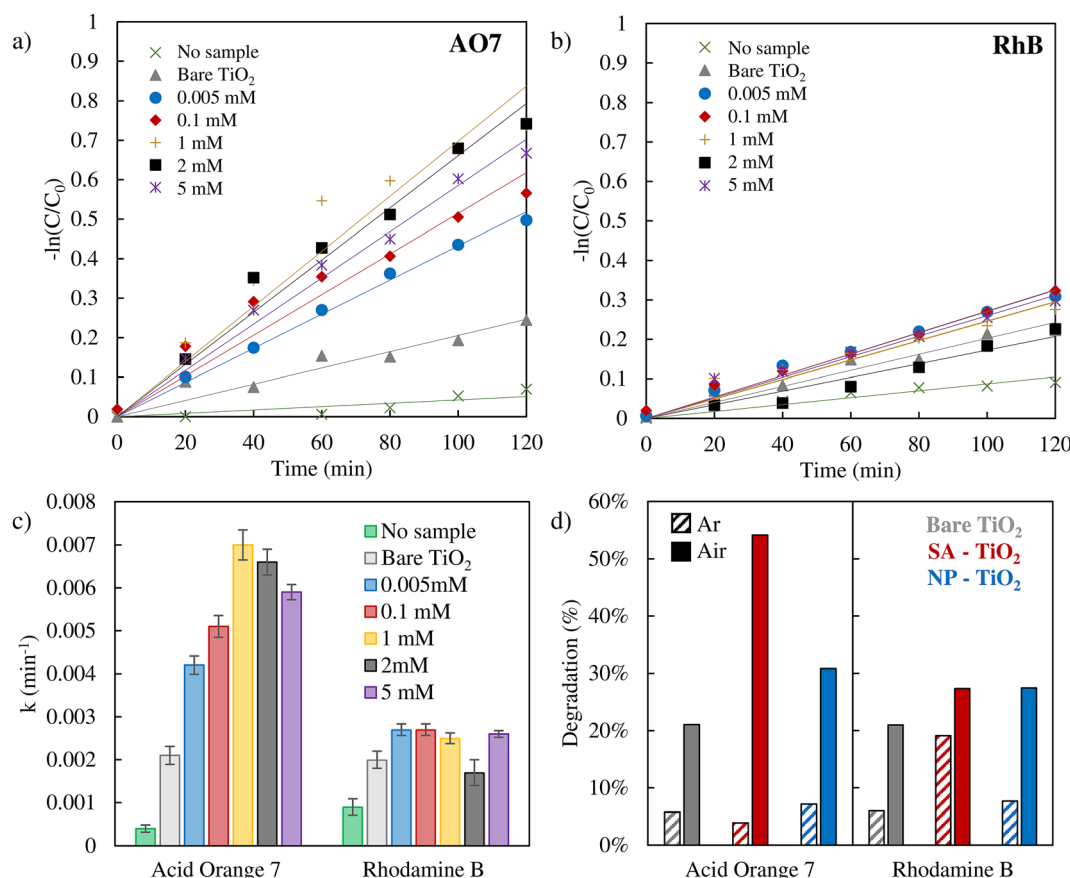 a)
AO7
No sample
Bare TiO₂
0.005 mM
0.1 mM
1 mM
2 mM
5 mM
1
0.9
0.8
0.7
0.6
0.5
0.4
0.3
0.2
0.1
0
-ln(C/C₀)
0 20 40 60 80 100 120
Time (min)
b)
RhB
No sample
Bare TiO₂
0.005 mM
0.1 mM
1 mM
2 mM
5 mM
1
0.9
0.8
0.7
0.6
0.5
0.4
0.3
0.2
0.1
0
-ln(C/C₀)
0 20 40 60 80 100 120
Time (min)
c)
No sample
Bare TiO₂
0.005mM
0.1 mM
1 mM
2mM
5 mM
0.008
0.007
0.006
0.005
0.004
0.003
0.002
0.001
0
k (min⁻¹)
Acid Orange 7 Rhodamine B
d)
Ar
Air
Bare TiO₂
SA - TiO₂
NP - TiO₂
60%
50%
40%
30%
20%
10%
0%
Degradation (%)
Acid Orange 7 Rhodamine B